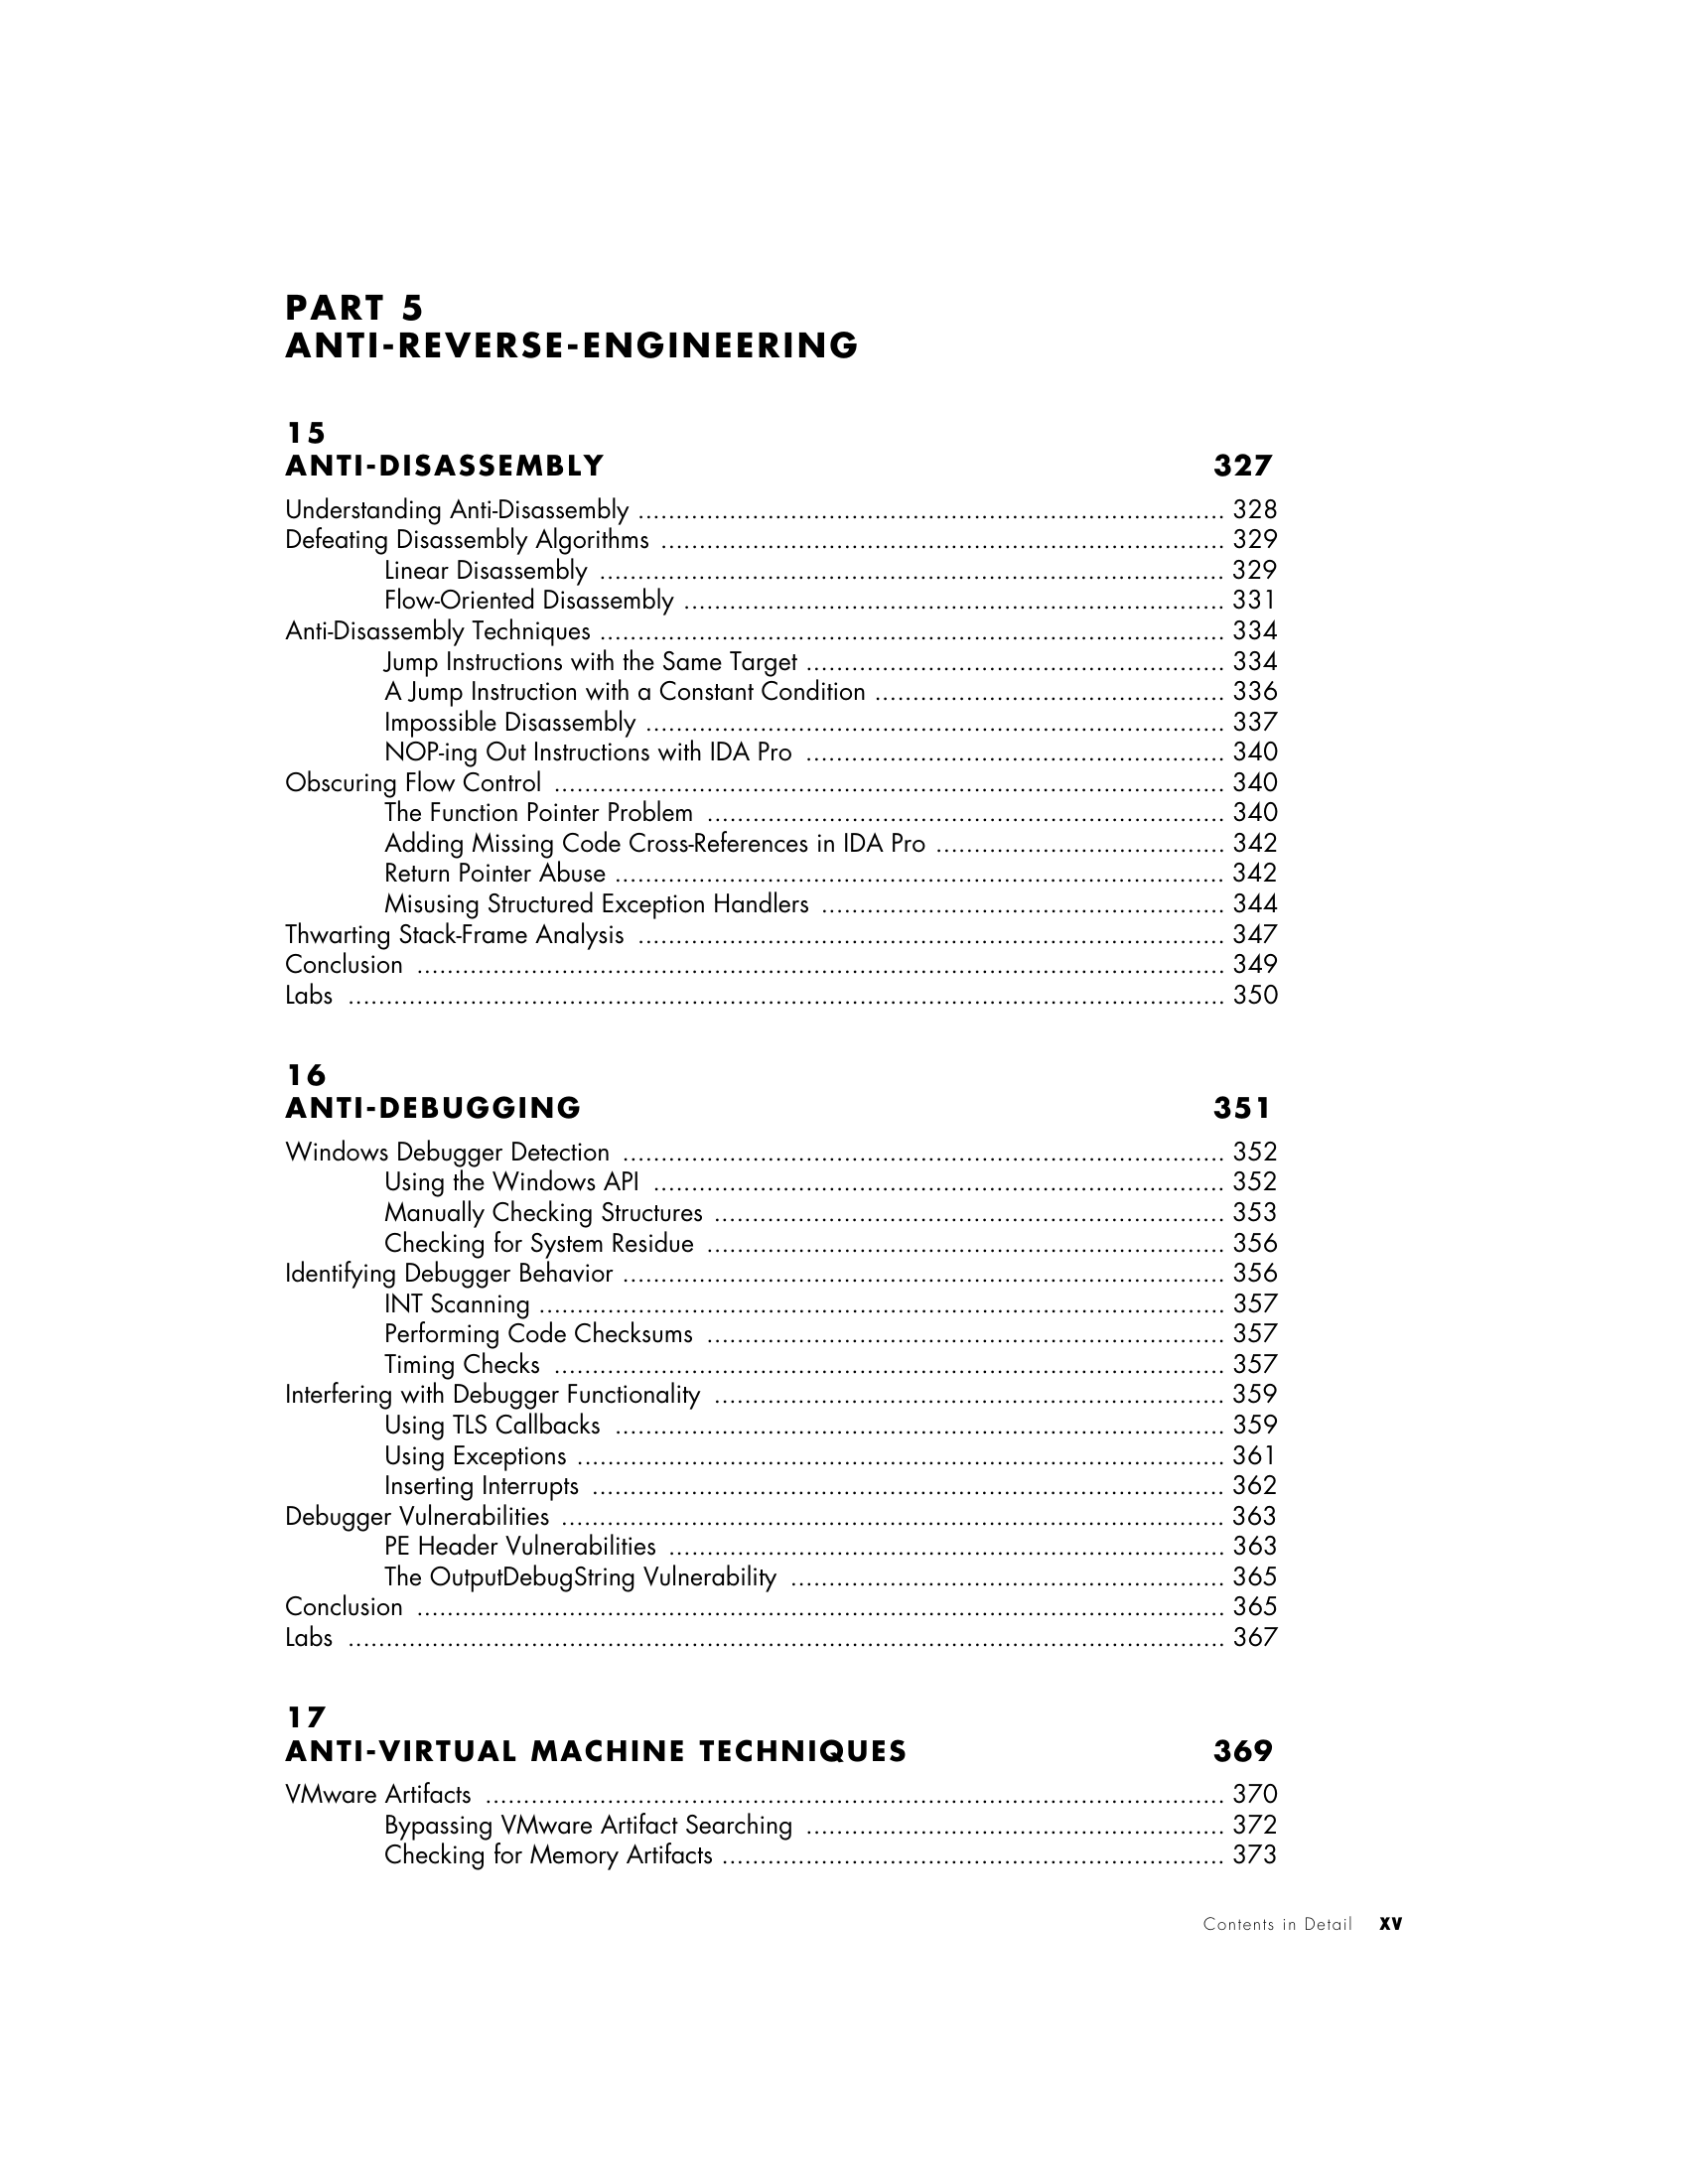 PART 5
ANTI-REVERSE-ENGINEERING
15
ANTI-DISASSEMBLY 327
Understanding Anti-Disassembly ............................................................................. 328
Defeating Disassembly Algorithms .......................................................................... 329
Linear Disassembly .................................................................................. 329
Flow-Oriented Disassembly ....................................................................... 331
Anti-Disassembly Techniques .................................................................................. 334
Jump Instructions with the Same Target ....................................................... 334
A Jump Instruction with a Constant Condition .............................................. 336
Impossible Disassembly ............................................................................ 337
NOP-ing Out Instructions with IDA Pro ....................................................... 340
Obscuring Flow Control ........................................................................................ 340
The Function Pointer Problem .................................................................... 340
Adding Missing Code Cross-References in IDA Pro ...................................... 342
Return Pointer Abuse ................................................................................ 342
Misusing Structured Exception Handlers ..................................................... 344
Thwarting Stack-Frame Analysis ............................................................................. 347
Conclusion .......................................................................................................... 349
Labs ................................................................................................................... 350
16
ANTI-DEBUGGING 351
Windows Debugger Detection ............................................................................... 352
Using the Windows API ........................................................................... 352
Manually Checking Structures ................................................................... 353
Checking for System Residue .................................................................... 356
Identifying Debugger Behavior ............................................................................... 356
INT Scanning .......................................................................................... 357
Performing Code Checksums .................................................................... 357
Timing Checks ........................................................................................ 357
Interfering with Debugger Functionality ................................................................... 359
Using TLS Callbacks ................................................................................ 359
Using Exceptions ..................................................................................... 361
Inserting Interrupts ................................................................................... 362
Debugger Vulnerabilities ....................................................................................... 363
PE Header Vulnerabilities ......................................................................... 363
The OutputDebugString Vulnerability ......................................................... 365
Conclusion .......................................................................................................... 365
Labs ................................................................................................................... 367
17
ANTI-VIRTUAL MACHINE TECHNIQUES 369
VMware Artifacts ................................................................................................. 370
Bypassing VMware Artifact Searching ....................................................... 372
Checking for Memory Artifacts .................................................................. 373
Contents in Detail XV